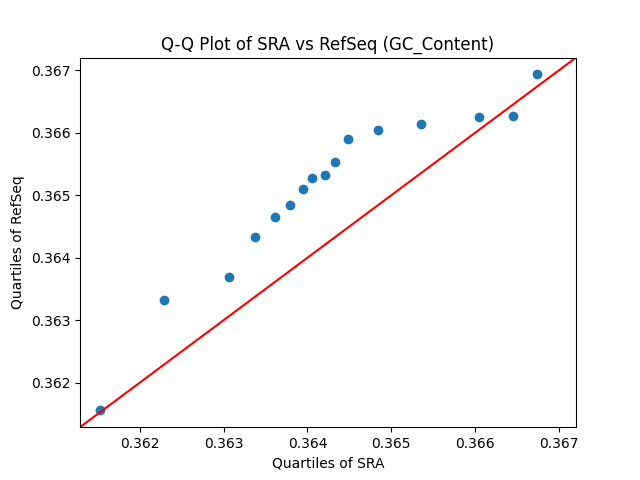 Q-Q Plot of SRA vs RefSeq (GC_Content)
0.367
0.366
0.365
0.364
0.363
0.362
Quartiles of RefSeq
0.362 0.363 0.364 0.365 0.366 0.367
Quartiles of SRA